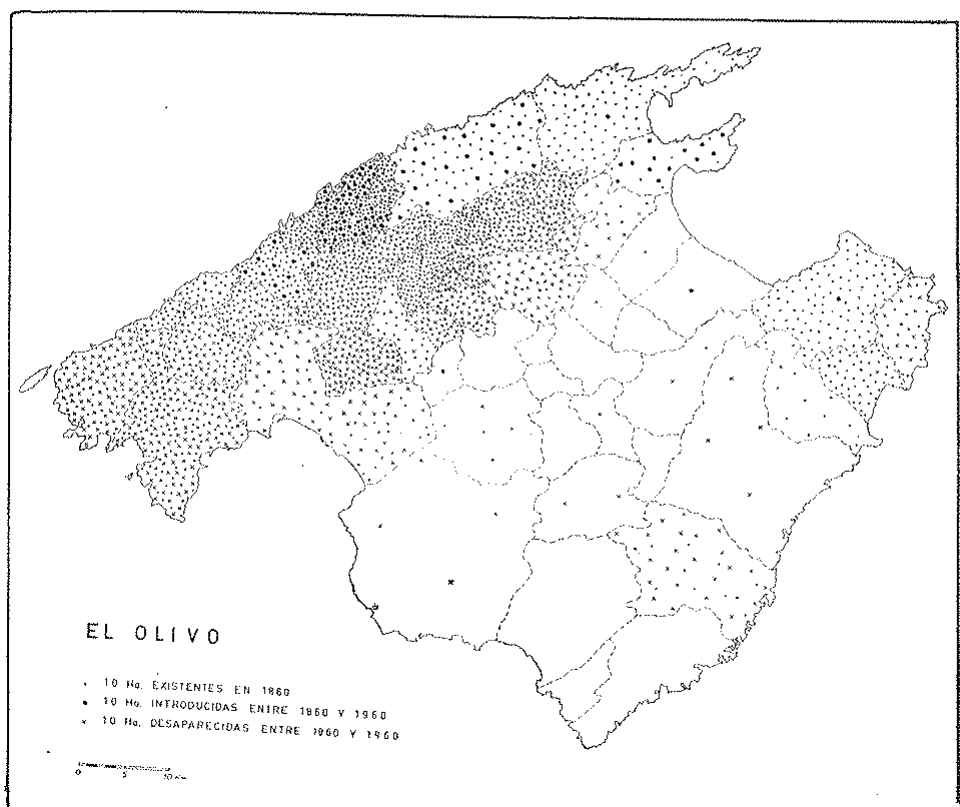 EL OLIVO
10 Ha. EXISTENTES EN 1860
10 Ha. INTRODUCIDAS ENTRE 1860 Y 1960
10 Ha. DESAPARECIDAS ENTRE 1860 Y 1960
0 5 10 Km